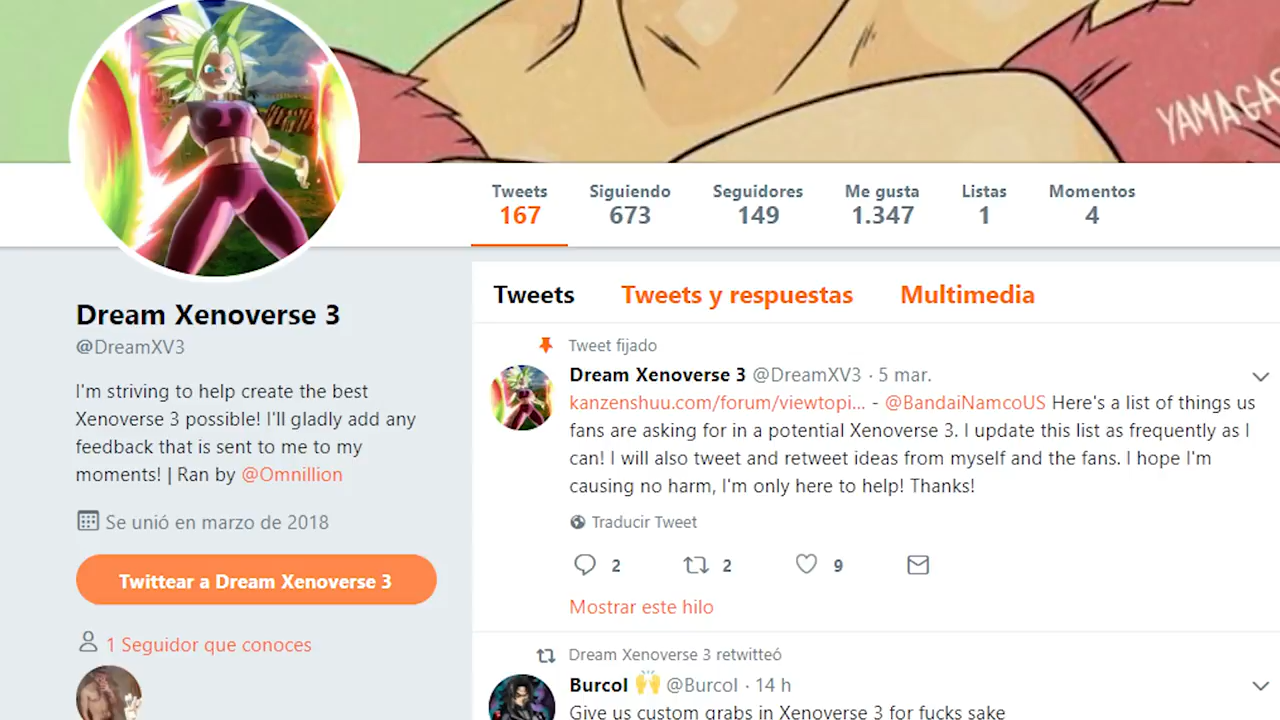 Tweets Siguiendo Seguidores Me gusta Listas Momentos
167 673 149 1.347 1 4
Dream Xenoverse 3
@DreamXV3
I'm striving to help create the best
Xenoverse 3 possible! I'll gladly add any
feedback that is sent to me to my
moments! | Ran by @Omnillion
Se unió en marzo de 2018
Twittear a Dream Xenoverse 3
1 Seguidor que conoces
Tweets Tweets y respuestas Multimedia
Tweet fijado
Dream Xenoverse 3 @DreamXV3 · 5 mar.
kanzenshuu.com/forum/viewtopi... - @BandaiNamcoUS Here's a list of things us
fans are asking for in a potential Xenoverse 3. I update this list as frequently as I
can! I will also tweet and retweet ideas from myself and the fans. I hope I'm
causing no harm, I'm only here to help! Thanks!
Traducir Tweet
2 2 9
Mostrar este hilo
Dream Xenoverse 3 retwitteó
Burcol 🙌 @Burcol · 14 h
Give us custom grabs in Xenoverse 3 for fucks sake